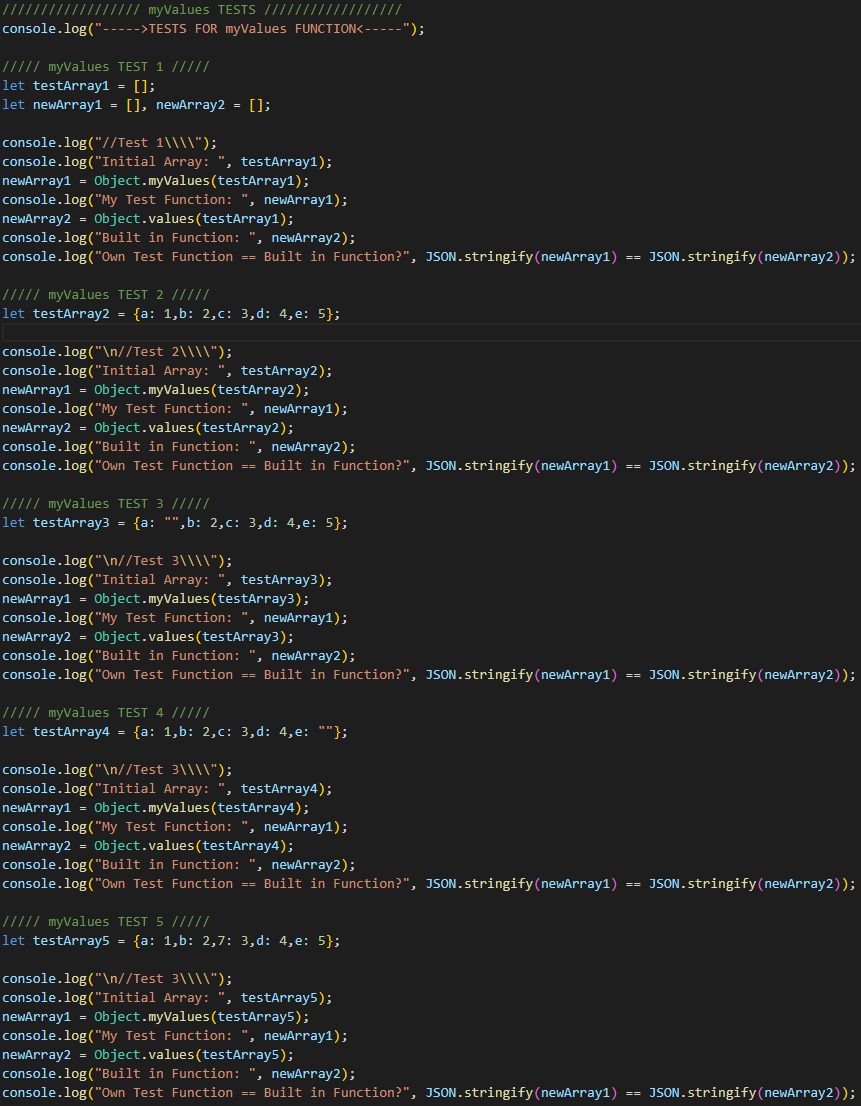 ////////////////// myValues TESTS //////////////////
console.log("----->TESTS FOR myValues FUNCTION<-----");
///// myValues TEST 1 /////
let testArray1 = [];
let newArray1 = [], newArray2 = [];
console.log("//Test 1\\\\");
console.log("Initial Array: ", testArray1);
newArray1 = Object.myValues(testArray1);
console.log("My Test Function: ", newArray1);
newArray2 = Object.values(testArray1);
console.log("Built in Function: ", newArray2);
console.log("Own Test Function == Built in Function?", JSON.stringify(newArray1) == JSON.stringify(newArray2));
///// myValues TEST 2 /////
let testArray2 = {a: 1,b: 2,c: 3,d: 4,e: 5};
console.log("\n//Test 2\\\\");
console.log("Initial Array: ", testArray2);
newArray1 = Object.myValues(testArray2);
console.log("My Test Function: ", newArray1);
newArray2 = Object.values(testArray2);
console.log("Built in Function: ", newArray2);
console.log("Own Test Function == Built in Function?", JSON.stringify(newArray1) == JSON.stringify(newArray2));
///// myValues TEST 3 /////
let testArray3 = {a: "",b: 2,c: 3,d: 4,e: 5};
console.log("\n//Test 3\\\\");
console.log("Initial Array: ", testArray3);
newArray1 = Object.myValues(testArray3);
console.log("My Test Function: ", newArray1);
newArray2 = Object.values(testArray3);
console.log("Built in Function: ", newArray2);
console.log("Own Test Function == Built in Function?", JSON.stringify(newArray1) == JSON.stringify(newArray2));
///// myValues TEST 4 /////
let testArray4 = {a: 1,b: 2,c: 3,d: 4,e: ""};
console.log("\n//Test 3\\\\");
console.log("Initial Array: ", testArray4);
newArray1 = Object.myValues(testArray4);
console.log("My Test Function: ", newArray1);
newArray2 = Object.values(testArray4);
console.log("Built in Function: ", newArray2);
console.log("Own Test Function == Built in Function?", JSON.stringify(newArray1) == JSON.stringify(newArray2));
///// myValues TEST 5 /////
let testArray5 = {a: 1,b: 2,7: 3,d: 4,e: 5};
console.log("\n//Test 3\\\\");
console.log("Initial Array: ", testArray5);
newArray1 = Object.myValues(testArray5);
console.log("My Test Function: ", newArray1);
newArray2 = Object.values(testArray5);
console.log("Built in Function: ", newArray2);
console.log("Own Test Function == Built in Function?", JSON.stringify(newArray1) == JSON.stringify(newArray2));